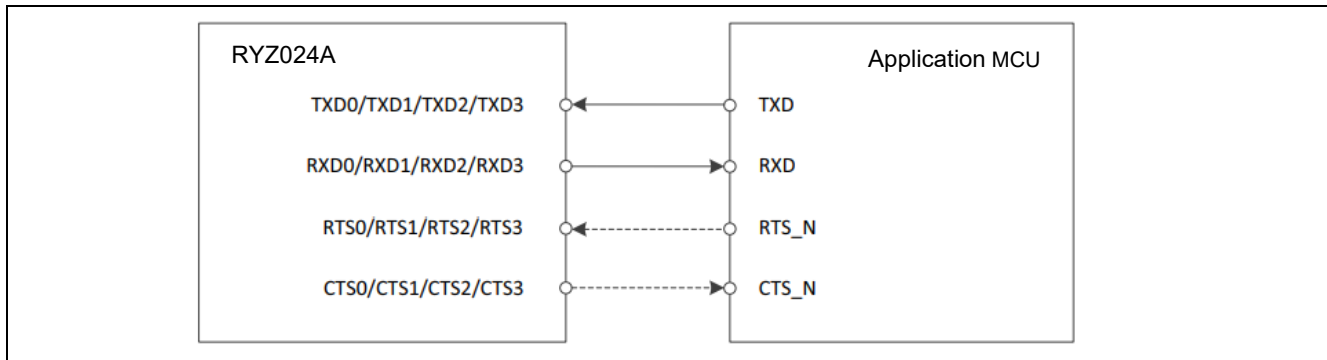 RYZ024A
Application MCU
TXD0/TXD1/TXD2/TXD3
TXD
RXD0/RXD1/RXD2/RXD3
RXD
RTS0/RTS1/RTS2/RTS3
RTS_N
CTS0/CTS1/CTS2/CTS3
CTS_N